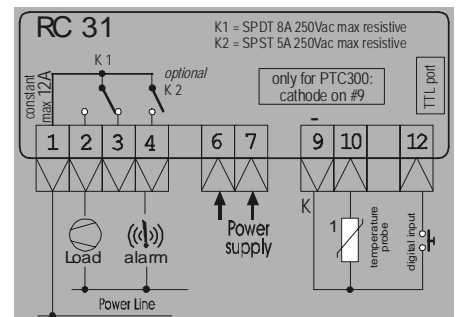 RC 31
K1 = SPDT 8A 250Vac max resistive
K2 = SPST 5A 250Vac max resistive
K 1
optional
K 2
constant
max 12A
only for PTC300:
cathode on #9
TTL port
-
1 2 3 4 6 7 9 10 12
K
1
Load
alarm
Power
supply
temperature
probe
digital input
Power Line